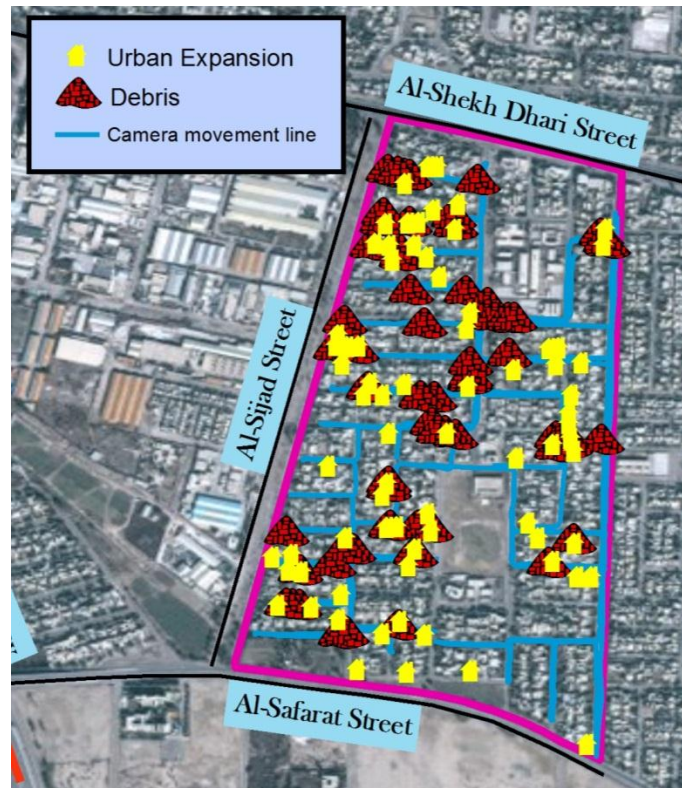 Urban Expansion
Debris
Camera movement line
Al-Shekh Dhari Street
Al-Sijad Street
Al-Safarat Street